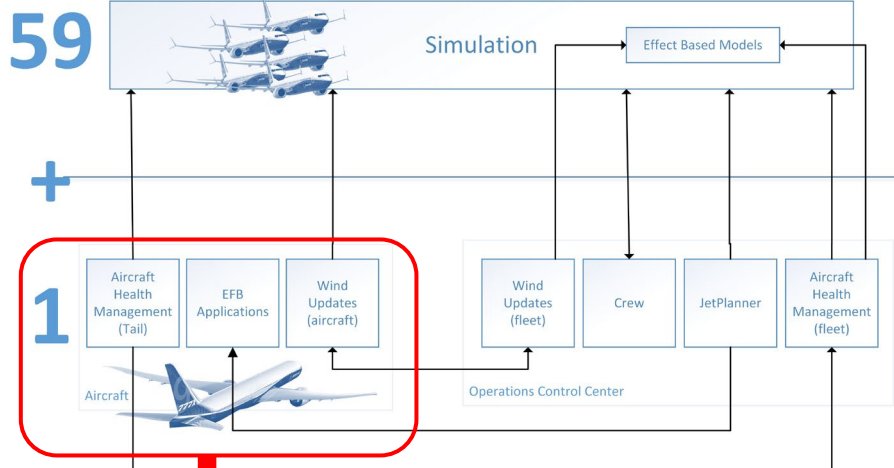 59
Simulation
Effect Based Models
+
1
Aircraft
Health
Management
(Tail)
EFB
Applications
Wind
Updates
(aircraft)
Aircraft
Wind
Updates
(fleet)
Crew
JetPlanner
Aircraft
Health
Management
(fleet)
Operations Control Center